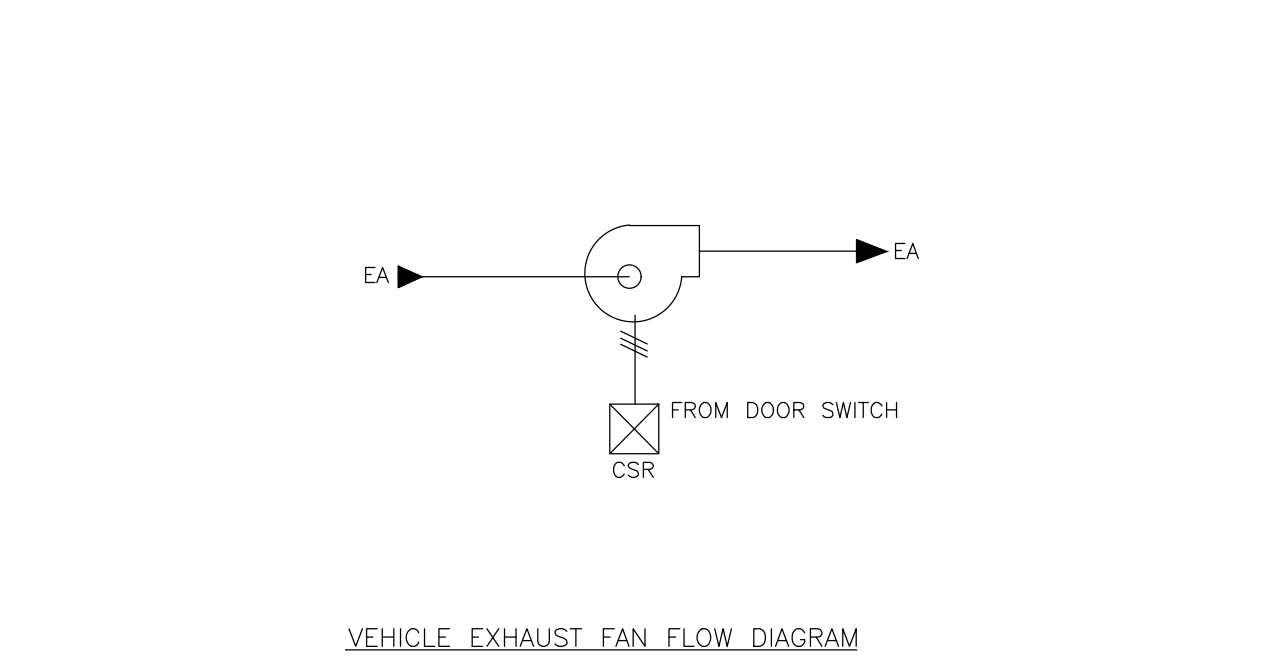 EA
EA
FROM DOOR SWITCH
CSR
VEHICLE EXHAUST FAN FLOW DIAGRAM